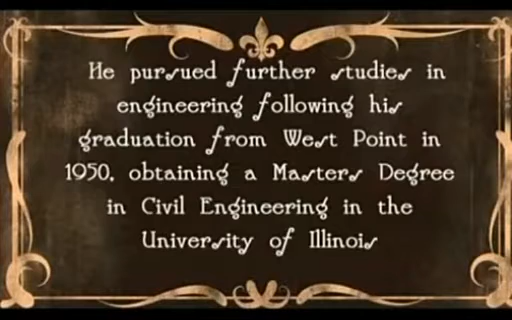 He pursued further studies in
engineering following his
graduation from West Point in
1950, obtaining a Masters Degree
in Civil Engineering in the
University of Illinois